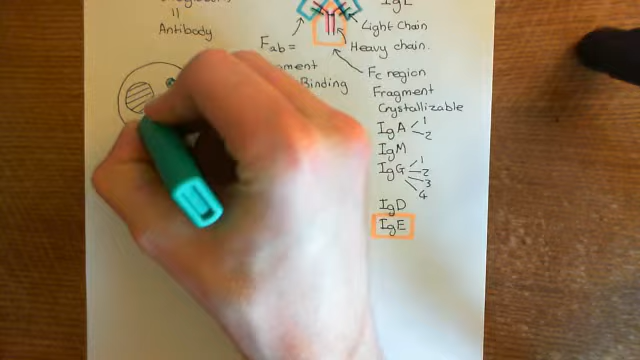 =
Antibody
IgE
Light Chain
Heavy chain.
Fab =
Binding
Fc region
Fragment
Crystallizable
IgA 1
2
IgM
IgG 1
2
3
4
IgD
IgE